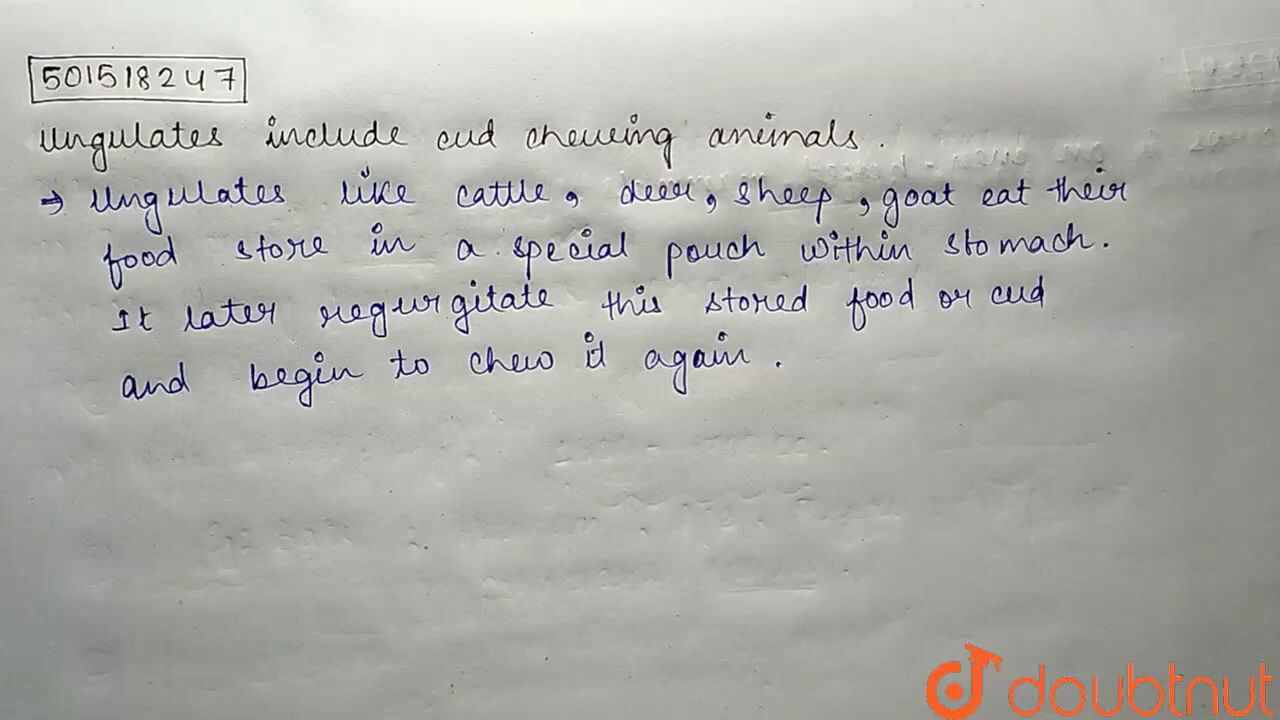 501518247
Ungulates include cud chewing animals.
→ Ungulates like cattle, deer, sheep, goat eat their
food store in a special pouch within stomach.
It later regurgitate this stored food or cud
and begin to chew it again.
doubtnut